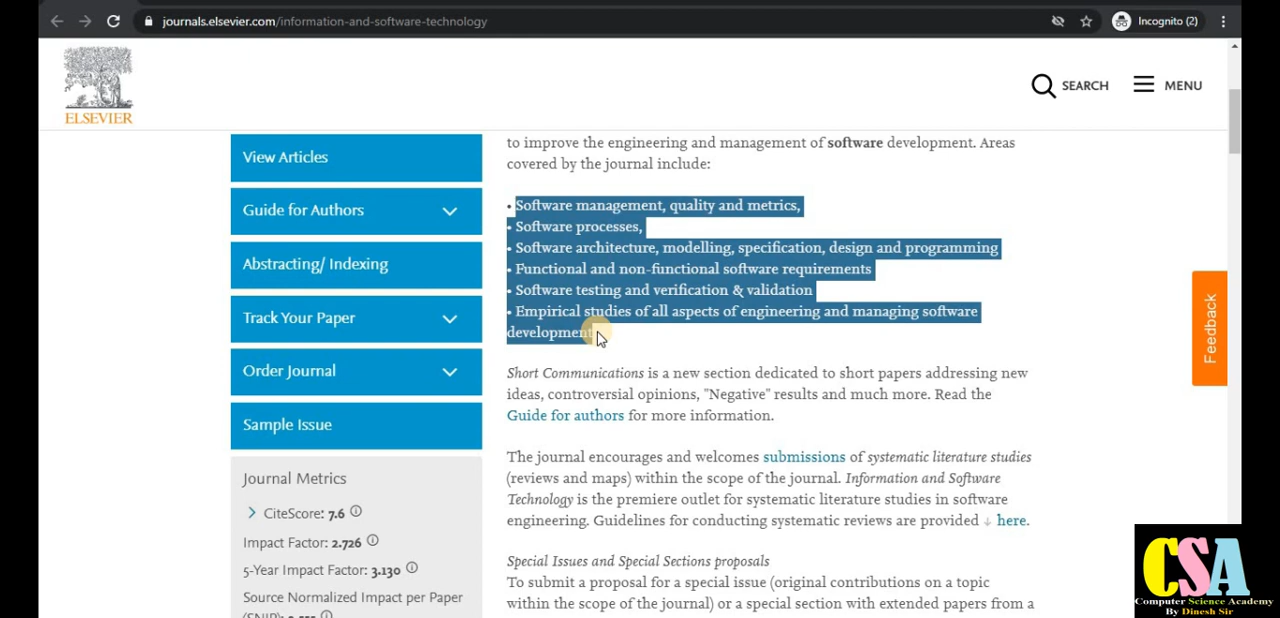 journals.elsevier.com/information-and-software-technology
Incognito (2)
ELSEVIER
SEARCH
MENU
View Articles
Guide for Authors
Abstracting/ Indexing
Track Your Paper
Order Journal
Sample Issue
Journal Metrics
CiteScore: 7.6
Impact Factor: 2.726
5-Year Impact Factor: 3.130
Source Normalized Impact per Paper
to improve the engineering and management of software development. Areas
covered by the journal include:
• Software management, quality and metrics,
• Software processes,
• Software architecture, modelling, specification, design and programming
• Functional and non-functional software requirements
• Software testing and verification & validation
• Empirical studies of all aspects of engineering and managing software
development.
Short Communications is a new section dedicated to short papers addressing new
ideas, controversial opinions, "Negative" results and much more. Read the
Guide for authors for more information.
The journal encourages and welcomes submissions of systematic literature studies
(reviews and maps) within the scope of the journal. Information and Software
Technology is the premiere outlet for systematic literature studies in software
engineering. Guidelines for conducting systematic reviews are provided ↓ here.
Special Issues and Special Sections proposals
To submit a proposal for a special issue (original contributions on a topic
within the scope of the journal) or a special section with extended papers from a
Feedback
CSA
Computer Science Academy
By Dinesh Sir